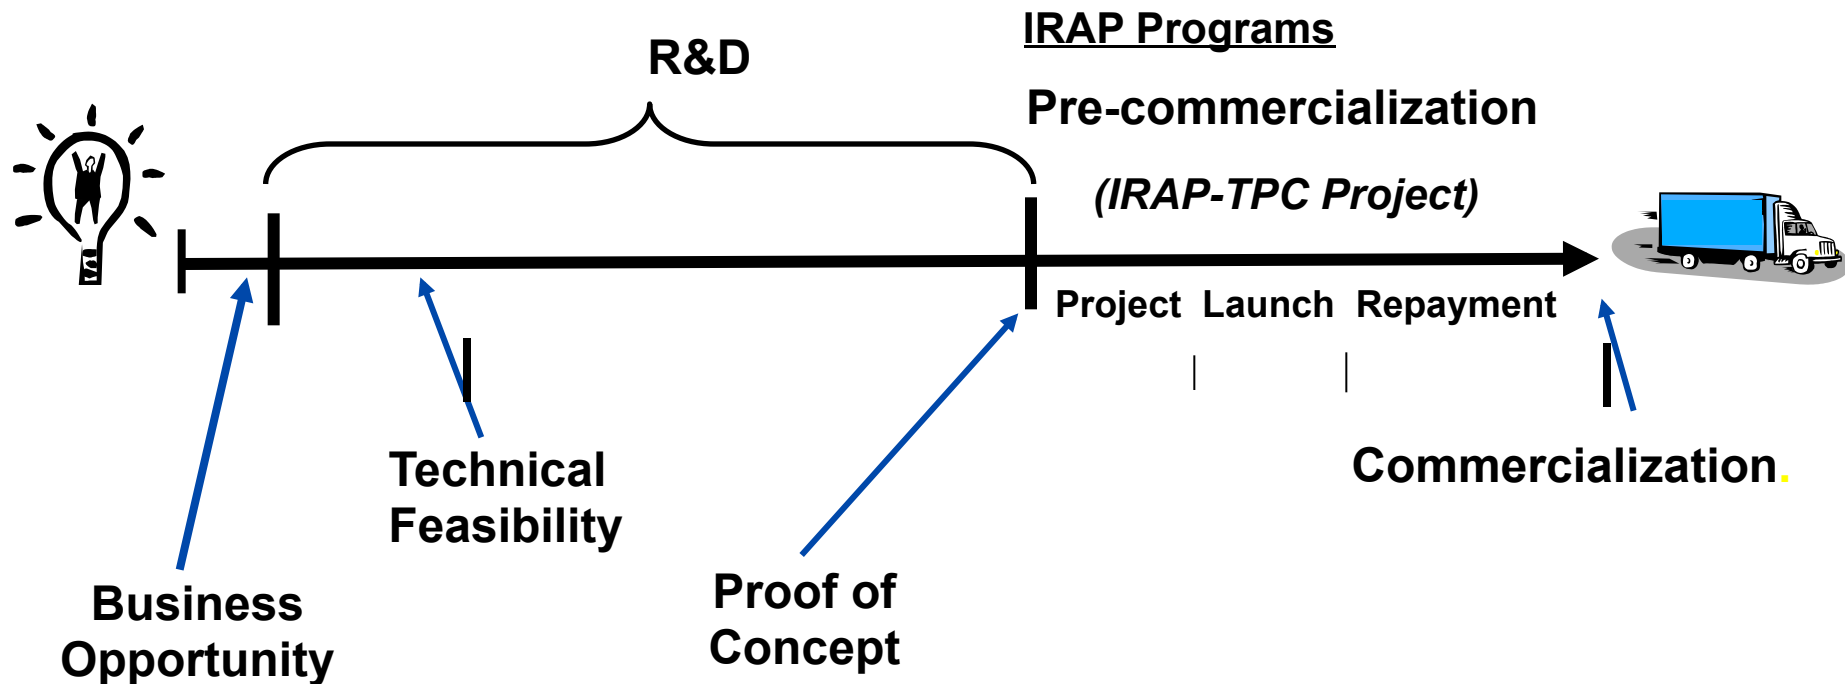 IRAP Programs
R&D
Pre-commercialization
(IRAP-TPC Project)
Project Launch Repayment
Technical
Feasibility
Commercialization.
Business
Opportunity
Proof of
Concept